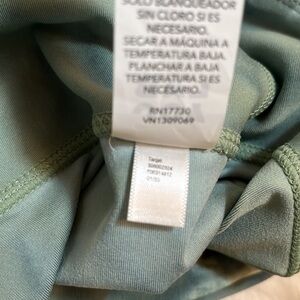 SOLO BLANQUEADOR
SIN CLORO SI ES
NECESARIO.
SECAR A MÁQUINA A
TEMPERATURA BAJA.
PLANCHAR A BAJA
TEMPERATURA SI ES
NECESARIO.
RN17730
VN1309069
Target